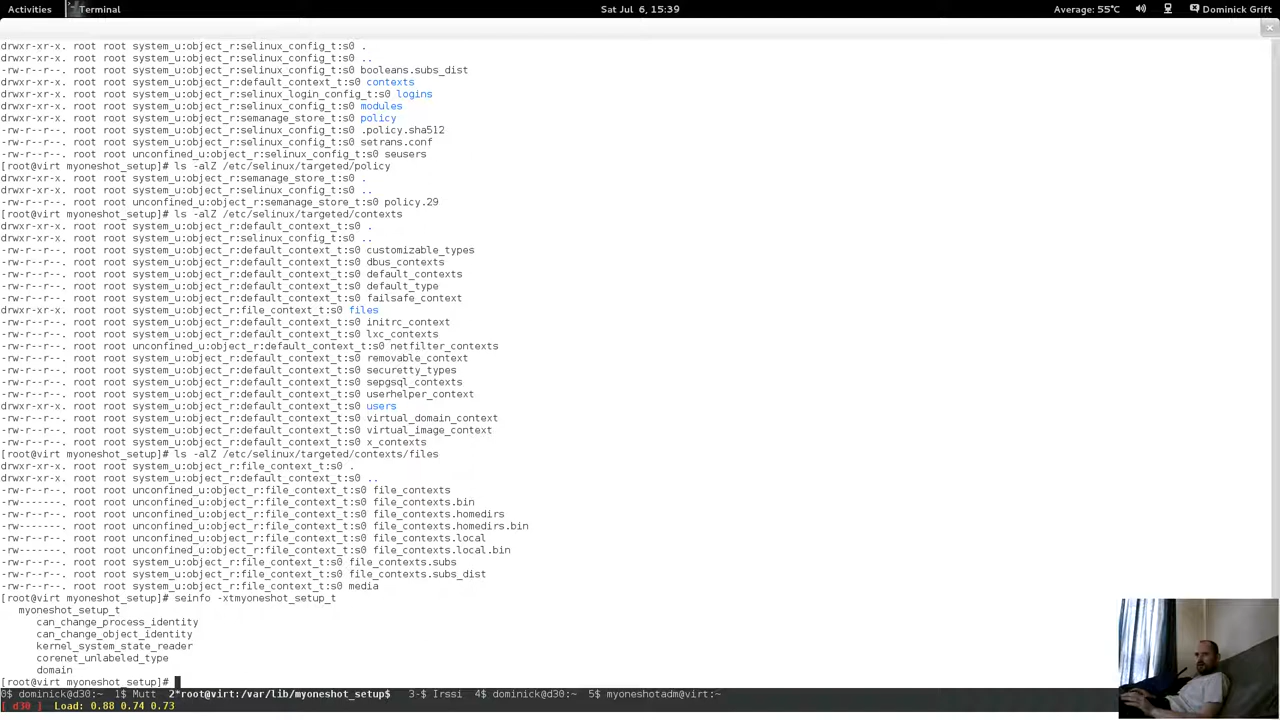 Activities Terminal Sat Jul 6, 15:39 Average: 55°C Dominick Grift
drwxr-xr-x. root root system_u:object_r:selinux_config_t:s0 .
drwxr-xr-x. root root system_u:object_r:selinux_config_t:s0 ..
-rw-r--r--. root root system_u:object_r:selinux_config_t:s0 booleans.subs_dist
drwxr-xr-x. root root system_u:object_r:default_context_t:s0 contexts
drwxr-xr-x. root root system_u:object_r:selinux_login_config_t:s0 logins
drwxr-xr-x. root root system_u:object_r:selinux_config_t:s0 modules
drwxr-xr-x. root root system_u:object_r:semanage_store_t:s0 policy
-rw-r--r--. root root system_u:object_r:selinux_config_t:s0 .policy.sha512
-rw-r--r--. root root system_u:object_r:selinux_config_t:s0 setrans.conf
-rw-r--r--. root root unconfined_u:object_r:selinux_config_t:s0 seusers
[root@virt myoneshot_setup]# ls -alZ /etc/selinux/targeted/policy
drwxr-xr-x. root root system_u:object_r:semanage_store_t:s0 .
drwxr-xr-x. root root system_u:object_r:selinux_config_t:s0 ..
-rw-r--r--. root root unconfined_u:object_r:semanage_store_t:s0 policy.29
[root@virt myoneshot_setup]# ls -alZ /etc/selinux/targeted/contexts
drwxr-xr-x. root root system_u:object_r:default_context_t:s0 .
drwxr-xr-x. root root system_u:object_r:selinux_config_t:s0 ..
-rw-r--r--. root root system_u:object_r:default_context_t:s0 customizable_types
-rw-r--r--. root root system_u:object_r:default_context_t:s0 dbus_contexts
-rw-r--r--. root root system_u:object_r:default_context_t:s0 default_contexts
-rw-r--r--. root root system_u:object_r:default_context_t:s0 default_type
-rw-r--r--. root root system_u:object_r:default_context_t:s0 failsafe_context
drwxr-xr-x. root root system_u:object_r:file_context_t:s0 files
-rw-r--r--. root root system_u:object_r:default_context_t:s0 initrc_context
-rw-r--r--. root root system_u:object_r:default_context_t:s0 lxc_contexts
-rw-r--r--. root root unconfined_u:object_r:default_context_t:s0 netfilter_contexts
-rw-r--r--. root root system_u:object_r:default_context_t:s0 removable_context
-rw-r--r--. root root system_u:object_r:default_context_t:s0 securetty_types
-rw-r--r--. root root system_u:object_r:default_context_t:s0 sepgsql_contexts
-rw-r--r--. root root system_u:object_r:default_context_t:s0 userhelper_context
drwxr-xr-x. root root system_u:object_r:default_context_t:s0 users
-rw-r--r--. root root system_u:object_r:default_context_t:s0 virtual_domain_context
-rw-r--r--. root root system_u:object_r:default_context_t:s0 virtual_image_context
-rw-r--r--. root root system_u:object_r:default_context_t:s0 x_contexts
[root@virt myoneshot_setup]# ls -alZ /etc/selinux/targeted/contexts/files
drwxr-xr-x. root root system_u:object_r:file_context_t:s0 .
drwxr-xr-x. root root system_u:object_r:default_context_t:s0 ..
-rw-r--r--. root root unconfined_u:object_r:file_context_t:s0 file_contexts
-rw-------. root root unconfined_u:object_r:file_context_t:s0 file_contexts.bin
-rw-r--r--. root root unconfined_u:object_r:file_context_t:s0 file_contexts.homedirs
-rw-------. root root unconfined_u:object_r:file_context_t:s0 file_contexts.homedirs.bin
-rw-r--r--. root root unconfined_u:object_r:file_context_t:s0 file_contexts.local
-rw-------. root root unconfined_u:object_r:file_context_t:s0 file_contexts.local.bin
-rw-r--r--. root root system_u:object_r:file_context_t:s0 file_contexts.subs
-rw-r--r--. root root system_u:object_r:file_context_t:s0 file_contexts.subs_dist
-rw-r--r--. root root system_u:object_r:file_context_t:s0 media
[root@virt myoneshot_setup]# seinfo -xtmyoneshot_setup_t
myoneshot_setup_t
can_change_process_identity
can_change_object_identity
kernel_system_state_reader
corenet_unlabeled_type
domain
[root@virt myoneshot_setup]#
0$ dominick@d30:~ 1$ Mutt 2*root@virt:/var/lib/myoneshot_setup$ 3-$ Irssi 4$ dominick@d30:~ 5$ myoneshotadm@virt:~
[ d30 ] Load: 0.88 0.74 0.73